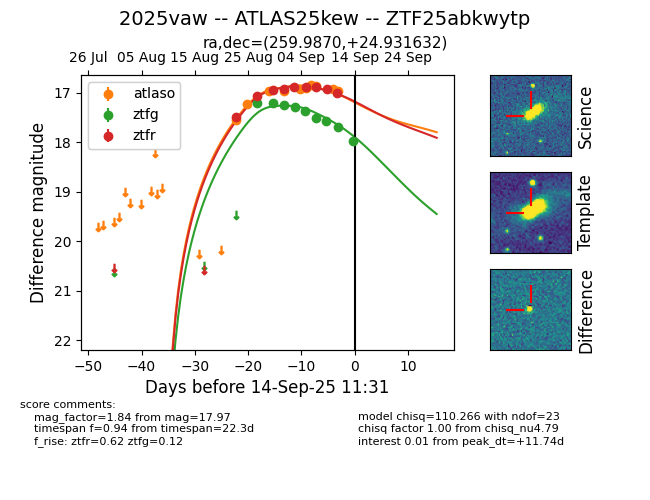 2025vaw -- ATLAS25kew -- ZTF25abkwytp
ra,dec=(259.9870,+24.931632)
26 Jul 05 Aug 15 Aug 25 Aug 04 Sep 14 Sep 24 Sep
atlaso
ztfg
ztfr
17
18
19
20
21
22
Difference magnitude
−50 −40 −30 −20 −10 0 10
Days before 14-Sep-25 11:31
Science
Template
Difference
score comments:
mag_factor=1.84 from mag=17.97
timespan f=0.94 from timespan=22.3d
f_rise: ztfr=0.62 ztfg=0.12
model chisq=110.266 with ndof=23
chisq factor 1.00 from chisq_nu4.79
interest 0.01 from peak_dt=+11.74d